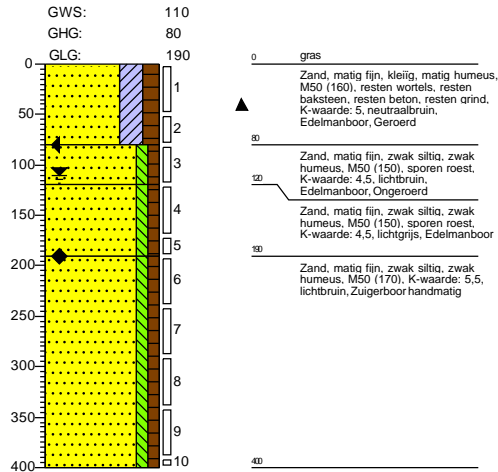 GWS: 110
GHG: 80
GLG: 190
0
50
100
150
200
250
300
350
400
1
2
3
4
5
6
7
8
9
10
0 gras
Zand, matig fijn, kleiïg, matig humeus,
M50 (160), resten wortels, resten
baksteen, resten beton, resten grind,
K-waarde: 5, neutraalbruin,
Edelmanboor, Geroerd
80
Zand, matig fijn, zwak siltig, zwak
humeus, M50 (150), sporen roest,
K-waarde: 4,5, lichtbruin,
Edelmanboor, Ongeroerd
120
Zand, matig fijn, zwak siltig, zwak
humeus, M50 (150), sporen roest,
K-waarde: 4,5, lichtgrijs, Edelmanboor
190
Zand, matig fijn, zwak siltig, zwak
humeus, M50 (170), K-waarde: 5,5,
lichtbruin, Zuigerboor handmatig
400